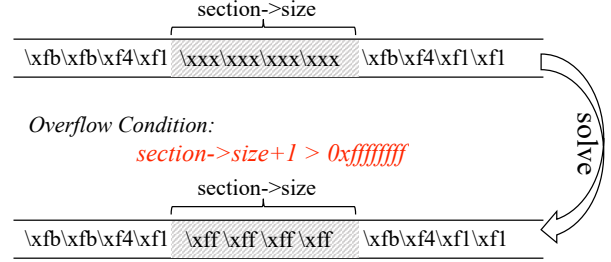 section->size
\xfb\xfb\xf4\xf1 \xxx\xxx\xxx\xxx \xfb\xf4\xf1\xf1
Overflow Condition:
section->size+1 > 0xffffffff
solve
section->size
\xfb\xfb\xf4\xf1 \xff \xff \xff \xff \xfb\xf4\xf1\xf1